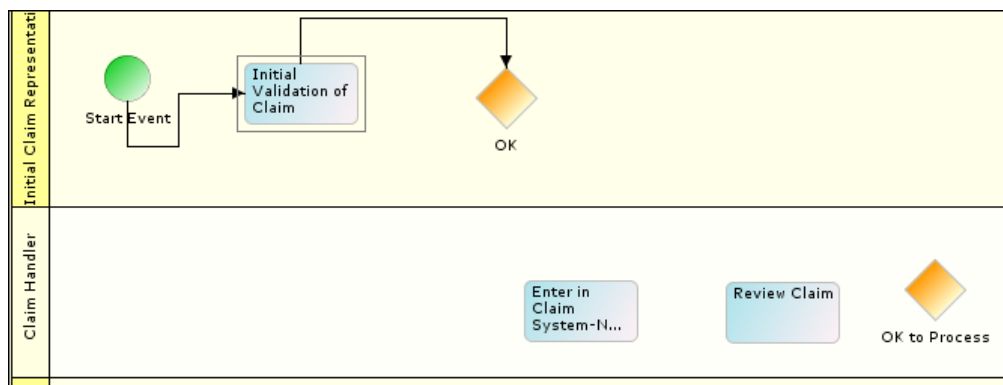 Initial Claim Representati
Initial
Validation of
Claim
Start Event
OK
Claim Handler
Enter in
Claim
System-N...
Review Claim
OK to Process